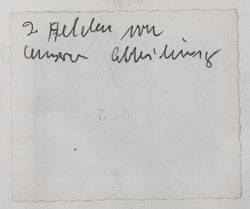 2 Helden von
unserer Abteilung